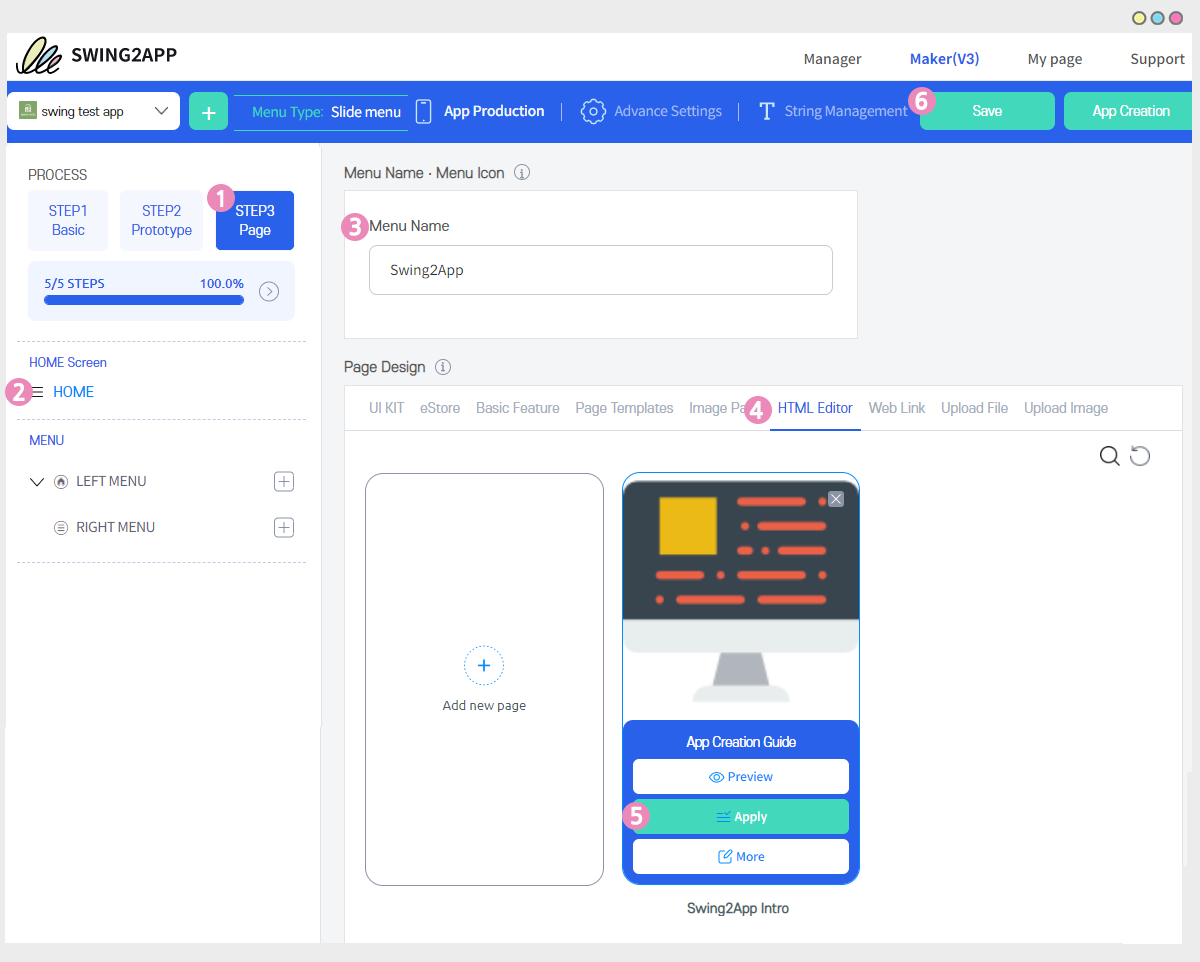 SWING2APP
Manager
Maker(V3)
My page
Support
swing test app
+
Menu Type: Slide menu
App Production
Advance Settings
String Management
6
Save
App Creation
PROCESS
1
STEP1
Basic
STEP2
Prototype
STEP3
Page
5/5 STEPS
100.0%
HOME Screen
2
HOME
MENU
LEFT MENU
RIGHT MENU
Menu Name · Menu Icon
3
Menu Name
Swing2App
Page Design
UI KIT
eStore
Basic Feature
Page Templates
Image Pa
4
HTML Editor
Web Link
Upload File
Upload Image
Add new page
App Creation Guide
Preview
5
Apply
More
Swing2App Intro